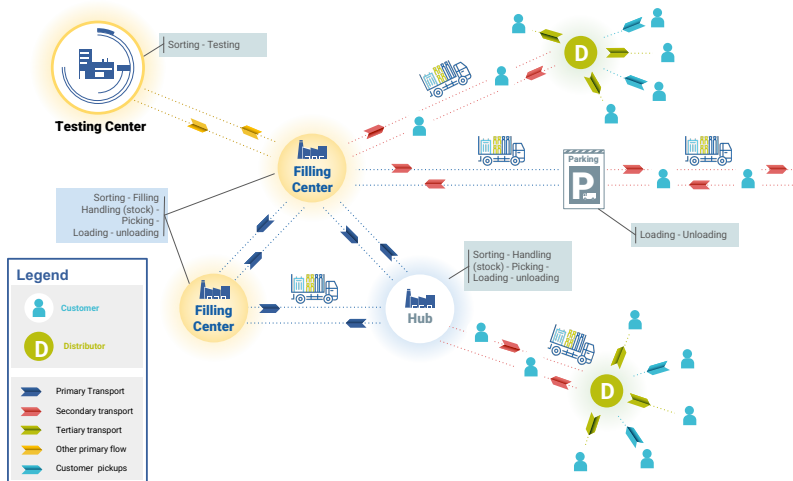 Sorting - Testing
Testing Center
D
Filling
Center
Parking
P
Sorting - Filling
Handling (stock) -
Picking -
Loading - unloading
Loading - Unloading
Sorting - Handling
(stock) - Picking -
Loading - unloading
Filling
Center
Hub
D
Legend
Customer
D
Distributor
Primary Transport
Secondary transport
Tertiary transport
Other primary flow
Customer pickups